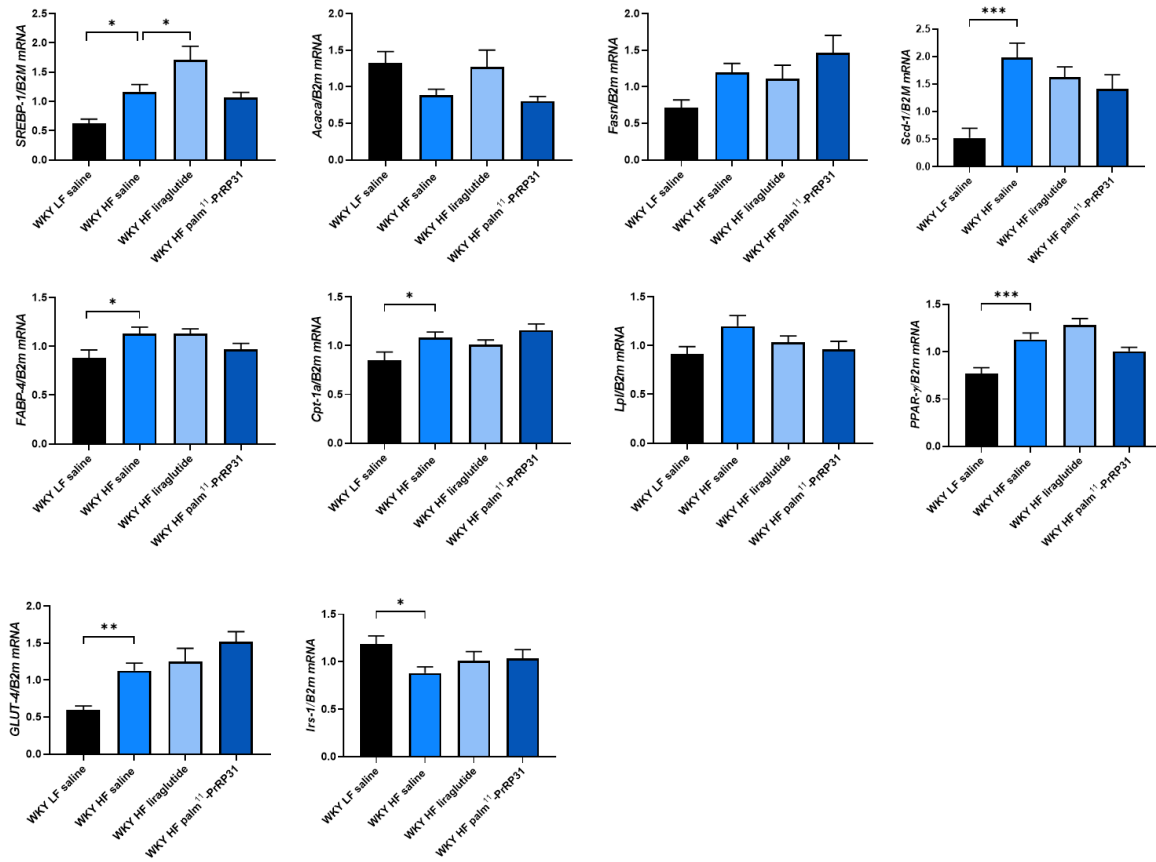 SREBP-1/B2M mRNA
2.5
2.0
1.5
1.0
0.5
0.0
*
*
WKY LF saline
WKY HF saline
WKY HF liraglutide
WKY HF palm¹¹-PrRP31
Acaca/B2m mRNA
2.0
1.5
1.0
0.5
0.0
WKY LF saline
WKY HF saline
WKY HF liraglutide
WKY HF palm¹¹-PrRP31
Fasn/B2m mRNA
2.0
1.5
1.0
0.5
0.0
WKY LF saline
WKY HF saline
WKY HF liraglutide
WKY HF palm¹¹-PrRP31
Scd-1/B2M mRNA
2.5
2.0
1.5
1.0
0.5
0.0
***
WKY LF saline
WKY HF saline
WKY HF liraglutide
WKY HF palm¹¹-PrRP31
FABP-4/B2m mRNA
1.5
1.0
0.5
0.0
*
WKY LF saline
WKY HF saline
WKY HF liraglutide
WKY HF palm¹¹-PrRP31
Cpt-1a/B2m mRNA
1.5
1.0
0.5
0.0
*
WKY LF saline
WKY HF saline
WKY HF liraglutide
WKY HF palm¹¹-PrRP31
Lpl/B2m mRNA
1.5
1.0
0.5
0.0
WKY LF saline
WKY HF saline
WKY HF liraglutide
WKY HF palm¹¹-PrRP31
PPAR-γ/B2m mRNA
1.5
1.0
0.5
0.0
***
WKY LF saline
WKY HF saline
WKY HF liraglutide
WKY HF palm¹¹-PrRP31
GLUT-4/B2m mRNA
2.0
1.5
1.0
0.5
0.0
**
WKY LF saline
WKY HF saline
WKY HF liraglutide
WKY HF palm¹¹-PrRP31
Irs-1/B2m mRNA
1.5
1.0
0.5
0.0
*
WKY LF saline
WKY HF saline
WKY HF liraglutide
WKY HF palm¹¹-PrRP31